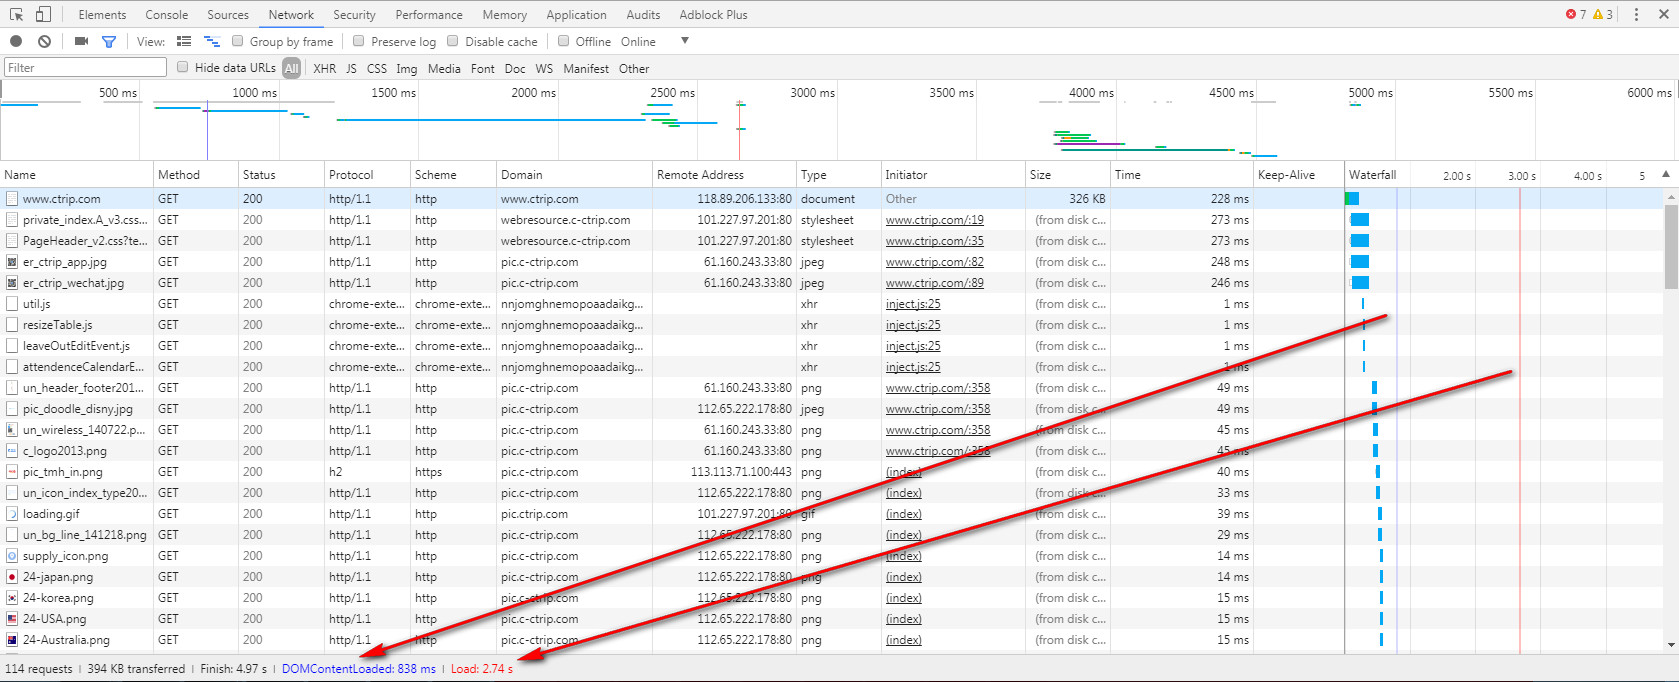 Elements Console Sources Network Security Performance Memory Application Audits Adblock Plus 7 3
View: Group by frame Preserve log Disable cache Offline Online
Filter Hide data URLs All XHR JS CSS Img Media Font Doc WS Manifest Other
500 ms 1000 ms 1500 ms 2000 ms 2500 ms 3000 ms 3500 ms 4000 ms 4500 ms 5000 ms 5500 ms 6000 ms
Name Method Status Protocol Scheme Domain Remote Address Type Initiator Size Time Keep-Alive Waterfall 2.00 s 3.00 s 4.00 s 5
www.ctrip.com GET 200 http/1.1 http www.ctrip.com 118.89.206.133:80 document Other 326 KB 228 ms
private_index.A_v3.css... GET 200 http/1.1 http webresource.c-ctrip.com 101.227.97.201:80 stylesheet www.ctrip.com/:19 (from disk c... 273 ms
PageHeader_v2.css?te... GET 200 http/1.1 http webresource.c-ctrip.com 101.227.97.201:80 stylesheet www.ctrip.com/:35 (from disk c... 273 ms
er_ctrip_app.jpg GET 200 http/1.1 http pic.c-ctrip.com 61.160.243.33:80 jpeg www.ctrip.com/:82 (from disk c... 248 ms
er_ctrip_wechat.jpg GET 200 http/1.1 http pic.c-ctrip.com 61.160.243.33:80 jpeg www.ctrip.com/:89 (from disk c... 246 ms
util.js GET 200 chrome-exte... chrome-exte... nnjomghnemopoaadaikg... xhr inject.js:25 (from disk c... 1 ms
resizeTable.js GET 200 chrome-exte... chrome-exte... nnjomghnemopoaadaikg... xhr inject.js:25 (from disk c... 1 ms
leaveOutEditEvent.js GET 200 chrome-exte... chrome-exte... nnjomghnemopoaadaikg... xhr inject.js:25 (from disk c... 1 ms
attendenceCalendarE... GET 200 chrome-exte... chrome-exte... nnjomghnemopoaadaikg... xhr inject.js:25 (from disk c... 1 ms
un_header_footer201... GET 200 http/1.1 http pic.c-ctrip.com 61.160.243.33:80 png www.ctrip.com/:358 (from disk c... 49 ms
pic_doodle_disny.jpg GET 200 http/1.1 http pic.c-ctrip.com 112.65.222.178:80 jpeg www.ctrip.com/:358 (from disk c... 49 ms
un_wireless_140722.p... GET 200 http/1.1 http pic.c-ctrip.com 61.160.243.33:80 png www.ctrip.com/:358 (from disk c... 45 ms
c_logo2013.png GET 200 http/1.1 http pic.c-ctrip.com 61.160.243.33:80 png www.ctrip.com/:358 (from disk c... 45 ms
pic_tmh_in.png GET 200 h2 https pic.c-ctrip.com 113.113.71.100:443 png (index) (from disk c... 40 ms
un_icon_index_type20... GET 200 http/1.1 http pic.c-ctrip.com 112.65.222.178:80 png (index) (from disk c... 33 ms
loading.gif GET 200 http/1.1 http pic.ctrip.com 101.227.97.201:80 gif (index) (from disk c... 39 ms
un_bg_line_141218.png GET 200 http/1.1 http pic.c-ctrip.com 112.65.222.178:80 png (index) (from disk c... 29 ms
supply_icon.png GET 200 http/1.1 http pic.c-ctrip.com 112.65.222.178:80 png (index) (from disk c... 14 ms
24-japan.png GET 200 http/1.1 http pic.c-ctrip.com 112.65.222.178:80 png (index) (from disk c... 14 ms
24-korea.png GET 200 http/1.1 http pic.c-ctrip.com 112.65.222.178:80 png (index) (from disk c... 15 ms
24-USA.png GET 200 http/1.1 http pic.c-ctrip.com 112.65.222.178:80 png (index) (from disk c... 15 ms
24-Australia.png GET 200 http/1.1 http pic.c-ctrip.com 112.65.222.178:80 png (index) (from disk c... 15 ms
114 requests | 394 KB transferred | Finish: 4.97 s | DOMContentLoaded: 838 ms | Load: 2.74 s